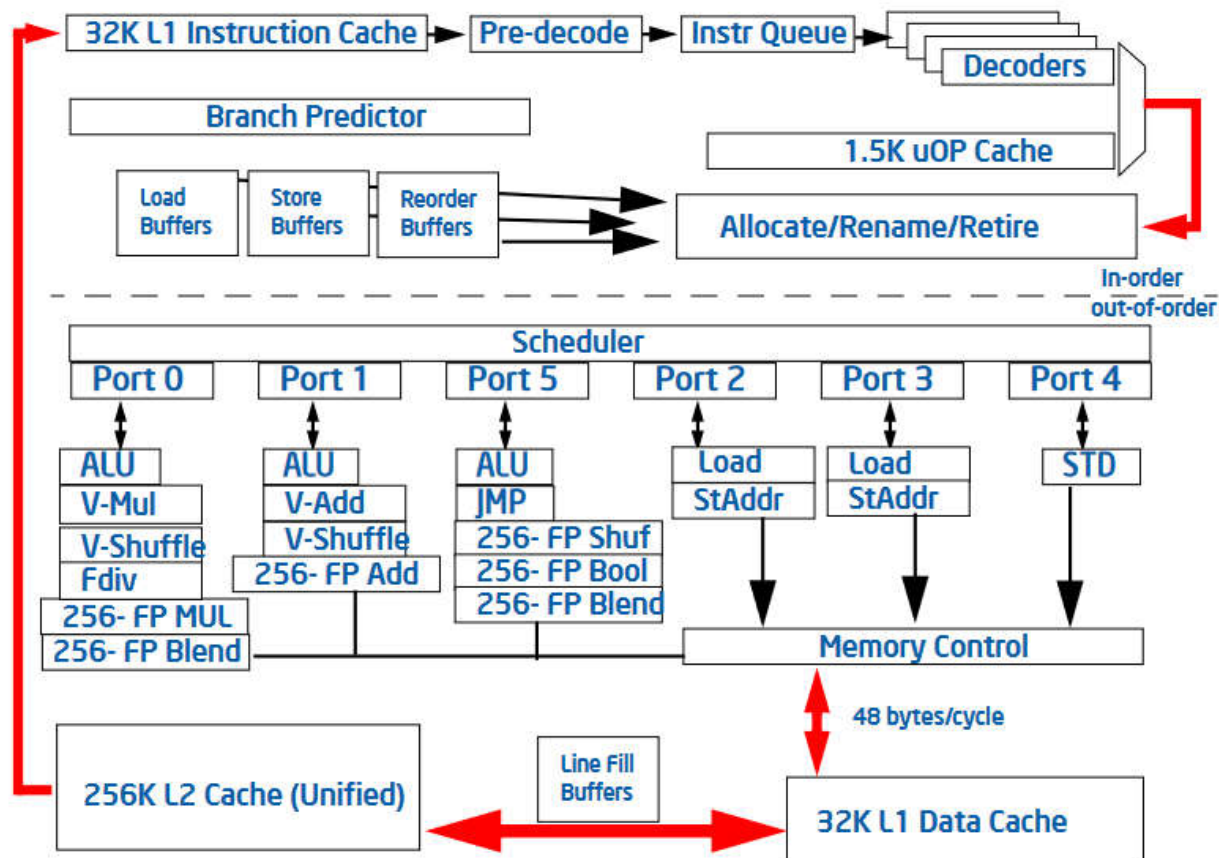 32K L1 Instruction Cache
Pre-decode
Instr Queue
Decoders
Branch Predictor
1.5K uOP Cache
Load
Buffers
Store
Buffers
Reorder
Buffers
Allocate/Rename/Retire
In-order
out-of-order
Scheduler
Port 0
Port 1
Port 5
Port 2
Port 3
Port 4
ALU
V-Mul
V-Shuffle
Fdiv
256- FP MUL
256- FP Blend
ALU
V-Add
V-Shuffle
256- FP Add
ALU
JMP
256- FP Shuf
256- FP Bool
256- FP Blend
Load
StAddr
Load
StAddr
STD
Memory Control
48 bytes/cycle
256K L2 Cache (Unified)
Line Fill
Buffers
32K L1 Data Cache